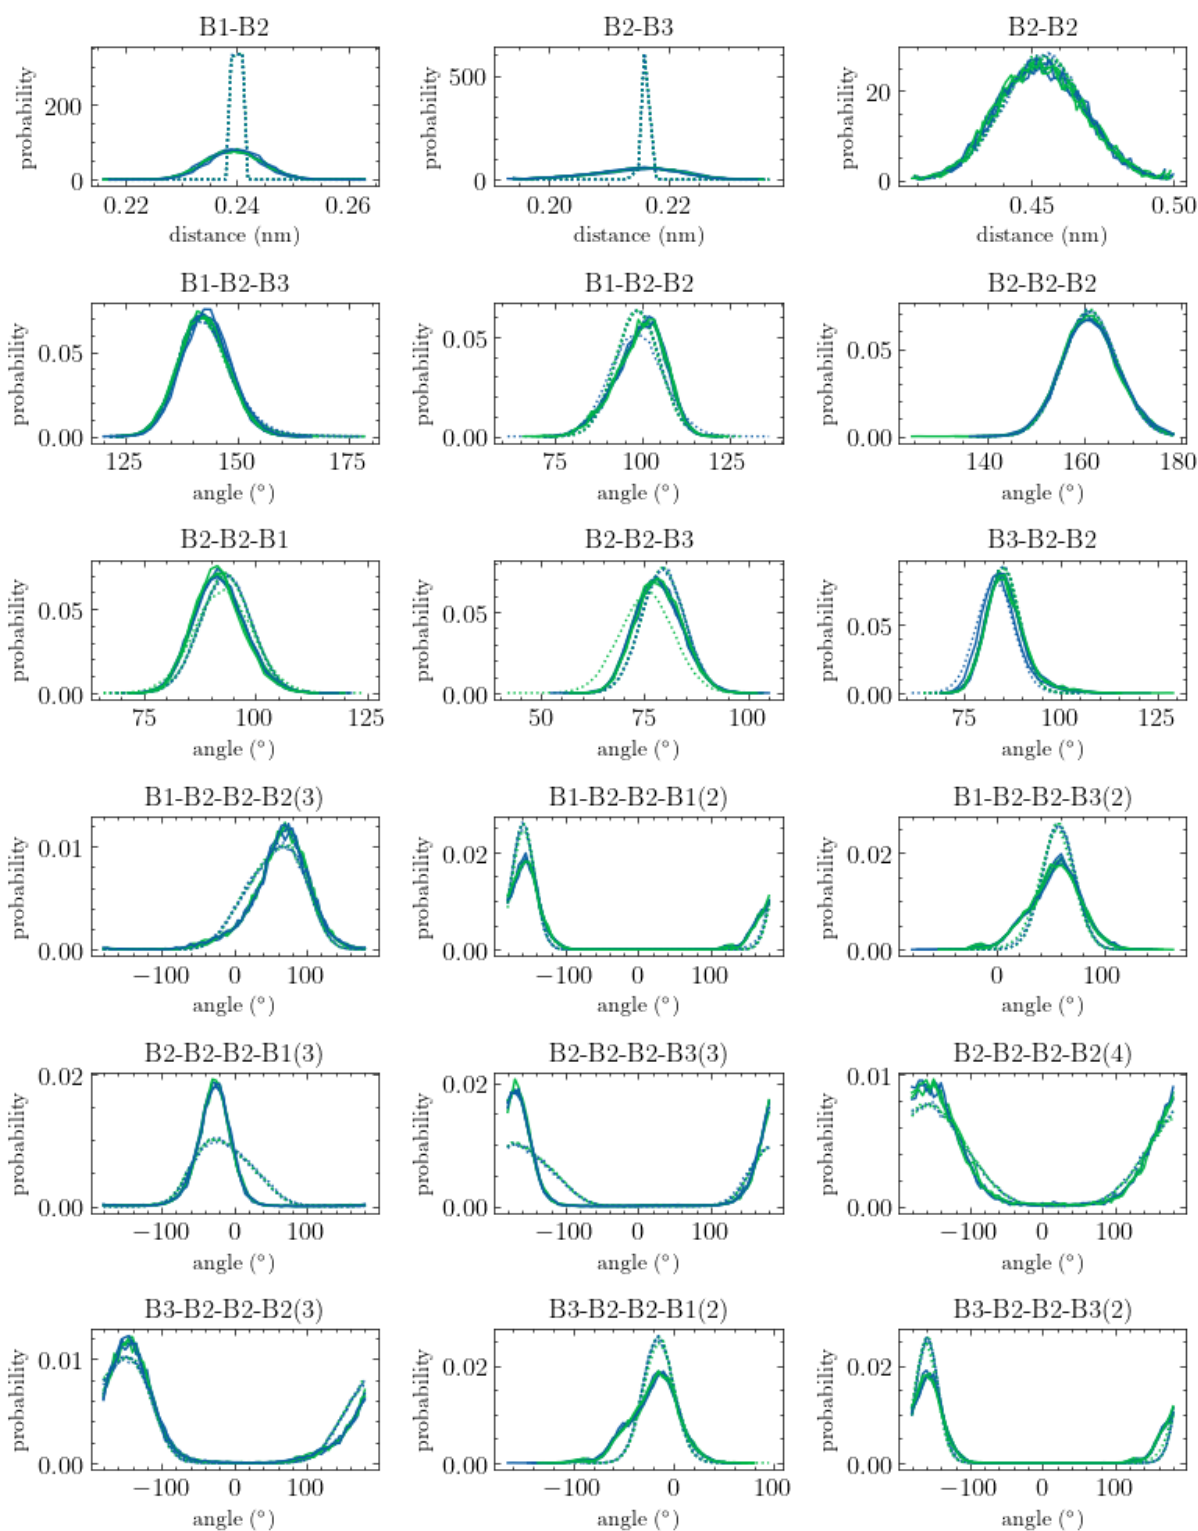 B1-B2
B2-B3
B2-B2
probability
200
0
0.22
0.24
0.26
distance (nm)
probability
500
0
0.20
0.22
distance (nm)
probability
20
0
0.45
0.50
distance (nm)
B1-B2-B3
B1-B2-B2
B2-B2-B2
probability
0.05
0.00
125
150
175
angle (°)
probability
0.05
0.00
75
100
125
angle (°)
probability
0.05
0.00
140
160
180
angle (°)
B2-B2-B1
B2-B2-B3
B3-B2-B2
probability
0.05
0.00
75
100
125
angle (°)
probability
0.05
0.00
50
75
100
angle (°)
probability
0.05
0.00
75
100
125
angle (°)
B1-B2-B2-B2(3)
B1-B2-B2-B1(2)
B1-B2-B2-B3(2)
probability
0.01
0.00
−100
0
100
angle (°)
probability
0.02
0.00
−100
0
100
angle (°)
probability
0.02
0.00
0
100
angle (°)
B2-B2-B2-B1(3)
B2-B2-B2-B3(3)
B2-B2-B2-B2(4)
probability
0.02
0.00
−100
0
100
angle (°)
probability
0.02
0.00
−100
0
100
angle (°)
probability
0.01
0.00
−100
0
100
angle (°)
B3-B2-B2-B2(3)
B3-B2-B2-B1(2)
B3-B2-B2-B3(2)
probability
0.01
0.00
−100
0
100
angle (°)
probability
0.02
0.00
−100
0
100
angle (°)
probability
0.02
0.00
−100
0
100
angle (°)